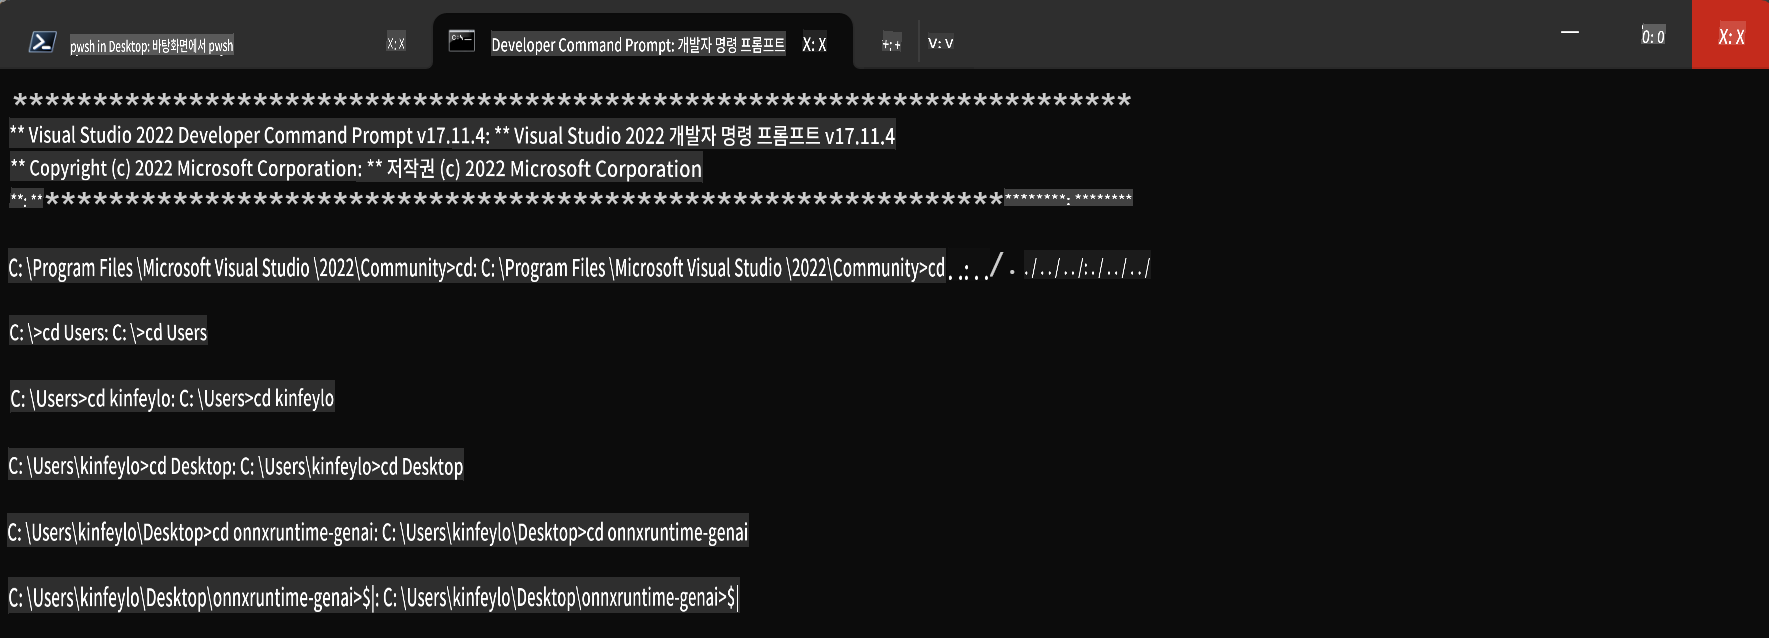 pwsh in Desktop: 바탕화면에서 pwsh X: X Developer Command Prompt: 개발자 명령 프롬프트 X: X +: + V: V — 0: 0 X: X
**********************************************************************
** Visual Studio 2022 Developer Command Prompt v17.11.4: ** Visual Studio 2022 개발자 명령 프롬프트 v17.11.4
** Copyright (c) 2022 Microsoft Corporation: ** 저작권 (c) 2022 Microsoft Corporation
**: **************************************************************: ********
C: \Program Files \Microsoft Visual Studio \2022\Community>cd: C: \Program Files \Microsoft Visual Studio \2022\Community>cd . .: . . / . ./../../:./../../
C: \>cd Users: C: \>cd Users
C: \Users>cd kinfeylo: C: \Users>cd kinfeylo
C: \Users\kinfeylo>cd Desktop: C: \Users\kinfeylo>cd Desktop
C: \Users\kinfeylo\Desktop>cd onnxruntime-genai: C: \Users\kinfeylo\Desktop>cd onnxruntime-genai
C: \Users\kinfeylo\Desktop\onnxruntime-genai>$|: C: \Users\kinfeylo\Desktop\onnxruntime-genai>$|